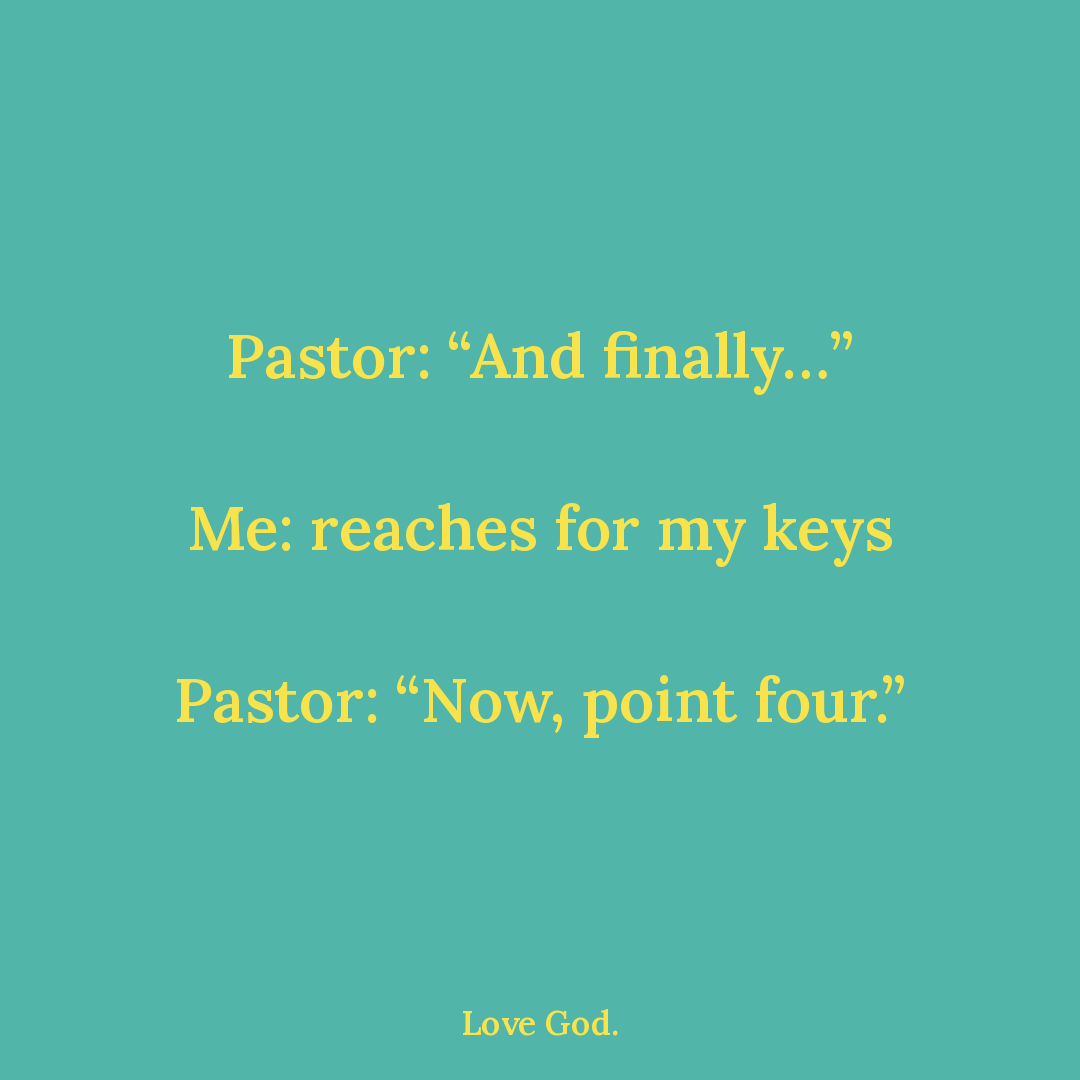 Pastor: “And finally…”
Me: reaches for my keys
Pastor: “Now, point four.”
Love God.